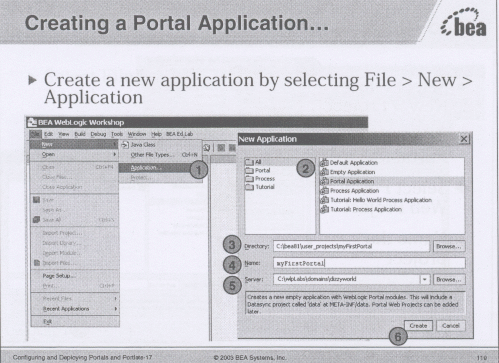 Creating a Portal Application...
bea
Create a new application by selecting File > New > Application
BEA WebLogic Workshop
File Edit View Build Debug Tools Window Help BEA Ed.Lab
New
Java Class
Open
Other File Types... Ctrl+N
Close Ctrl+F4
Application...
1
Close Files...
Project...
Close Application
Save
Save As
Save All
Import Project...
Import Library...
Import Module...
Import Files...
Page Setup...
Print... Ctrl+P
Recent Files
Recent Applications
Exit
New Application
All
Portal
Process
Tutorial
2
Default Application
Empty Application
Portal Application
Process Application
Tutorial: Hello World Process Application
Tutorial: Process Application
3
Directory: C:\bea81\user_projects\myFirstPortal
Browse...
4
Name: myFirstPortal
5
Server: C:\wlpLabs\domains\dizzyworld
Browse...
Creates a new empty application with WebLogic Portal modules. This will include a
Datasync project called 'data' at META-INF/data. Portal Web Projects can be added
later.
Create
Cancel
6
Configuring and Deploying Portals and Portlets-17
© 2003 BEA Systems, Inc.